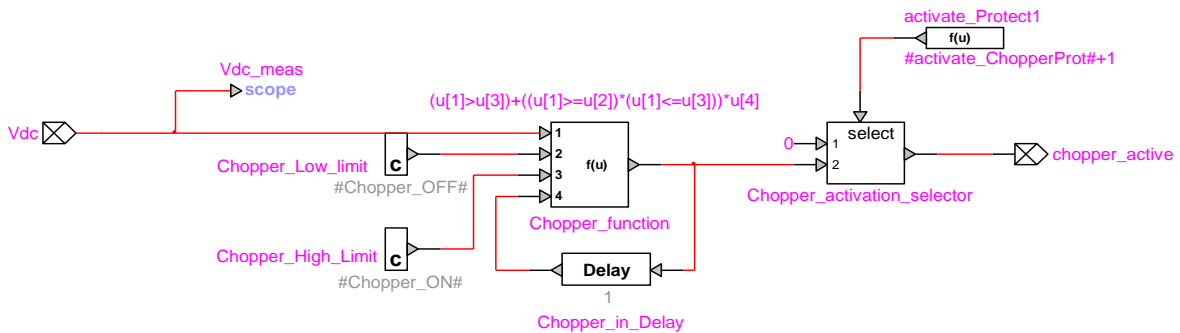 activate_Protect1
f(u)
#activate_ChopperProt#+1
Vdc_meas
scope
(u[1]>u[3])+((u[1]>=u[2])*(u[1]<=u[3]))*u[4]
Vdc
1
2
3
4
f(u)
select
0
1
2
chopper_active
Chopper_Low_limit
c
#Chopper_OFF#
Chopper_activation_selector
Chopper_function
Chopper_High_Limit
c
#Chopper_ON#
Delay
1
Chopper_in_Delay